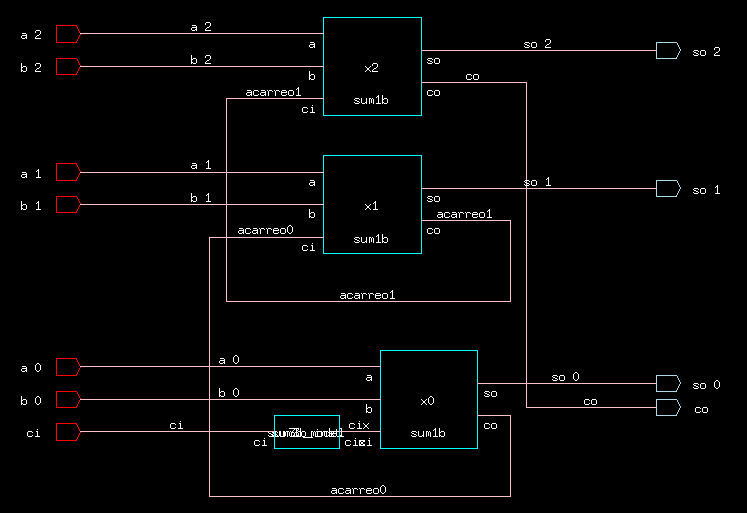 a 2 a 2 a so 2 so 2
b 2 b 2 b x2 so co
acarreo1 ci sum1b co
a 1 a 1 a so 1 so 1
b 1 b 1 b x1 so acarreo1
acarreo0 ci sum1b co
acarreo1
a 0 a 0 a so 0 so 0
b 0 b 0 b x0 so co co
ci ci ci cix sum1b co
acarreo0